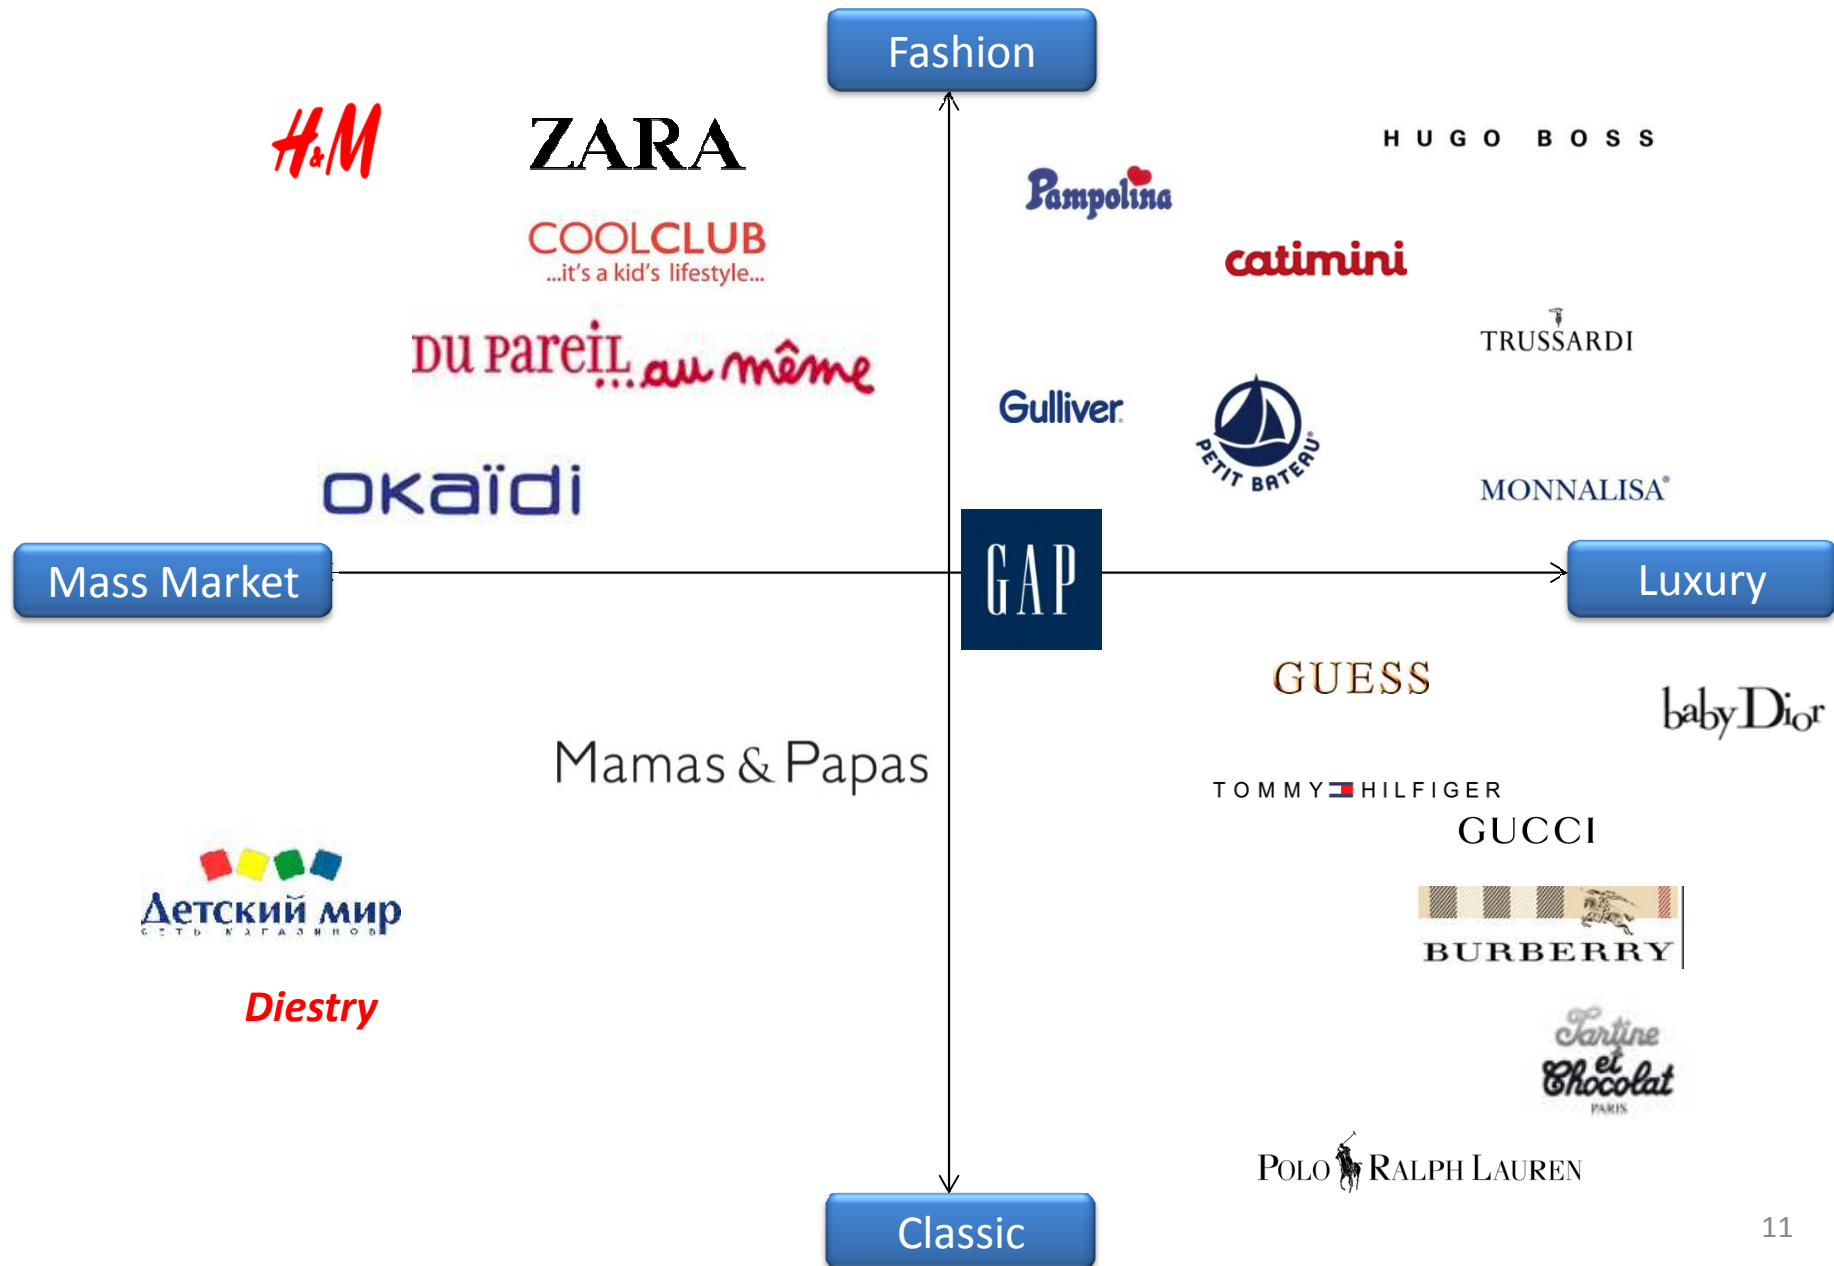 Fashion
H&M
ZARA
HUGO BOSS
Pampolina
COOLCLUB
...it's a kid's lifestyle...
catimini
TRUSSARDI
DU PAREIL
...au même
Gulliver
PETIT BATEAU®
okaïdi
MONNALISA®
Mass Market
GAP
Luxury
GUESS
baby Dior
Mamas & Papas
TOMMY HILFIGER
GUCCI
Детский мир
СЕТЬ МАГАЗИНОВ
BURBERRY
Diestry
Tartine
et
Chocolat
PARIS
POLO RALPH LAUREN
Classic
11